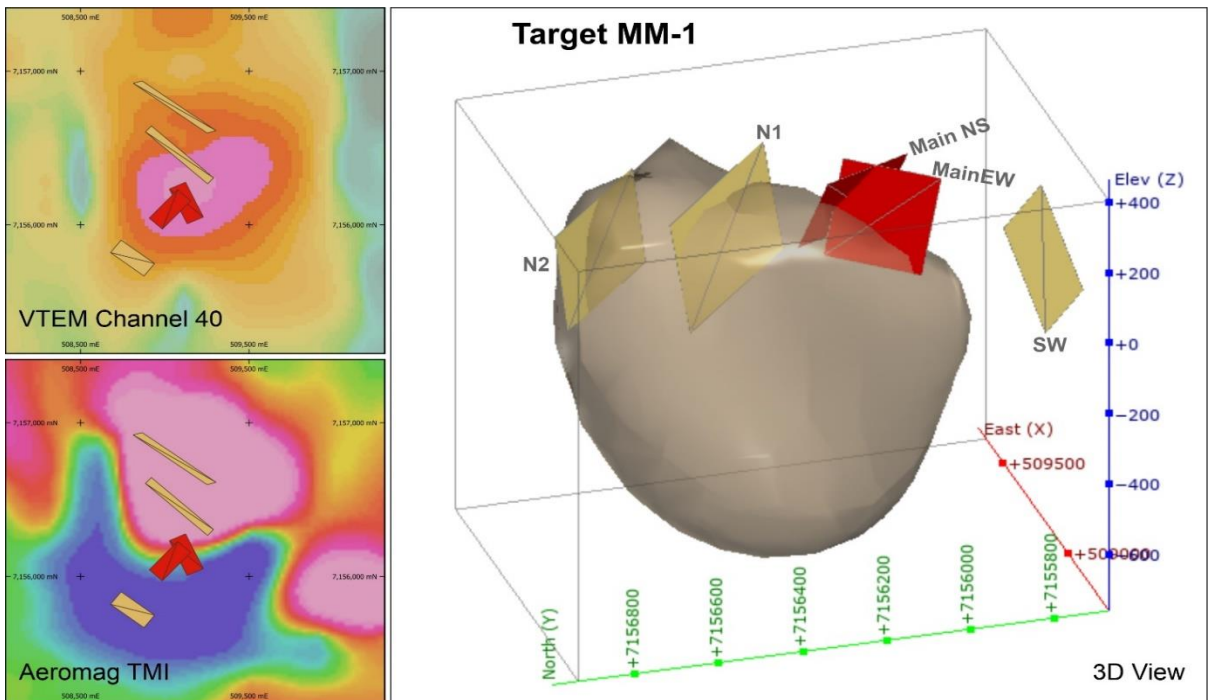 508,500 mE
509,500 mE
7,157,000 mN
7,157,000 mN
7,156,000 mN
7,156,000 mN
VTEM Channel 40
508,500 mE
509,500 mE
508,500 mE
509,500 mE
7,157,000 mN
7,157,000 mN
7,156,000 mN
7,156,000 mN
Aeromag TMI
508,500 mE
509,500 mE
Target MM-1
N1
Main NS
MainEW
Elev (Z)
+400
N2
+200
SW
+0
-200
East (X)
+509500
-400
-600
North (Y)
+7156800
+7156600
+7156400
+7156200
+7156000
+7155800
3D View